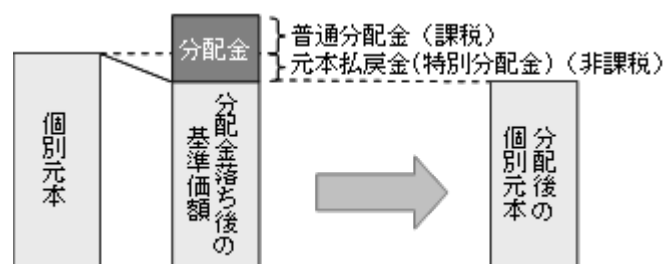 分配金
普通分配金（課税）
元本払戻金(特別分配金)（非課税）
個別元本
分配金落ち後の
基準価額
分配後の
個別元本